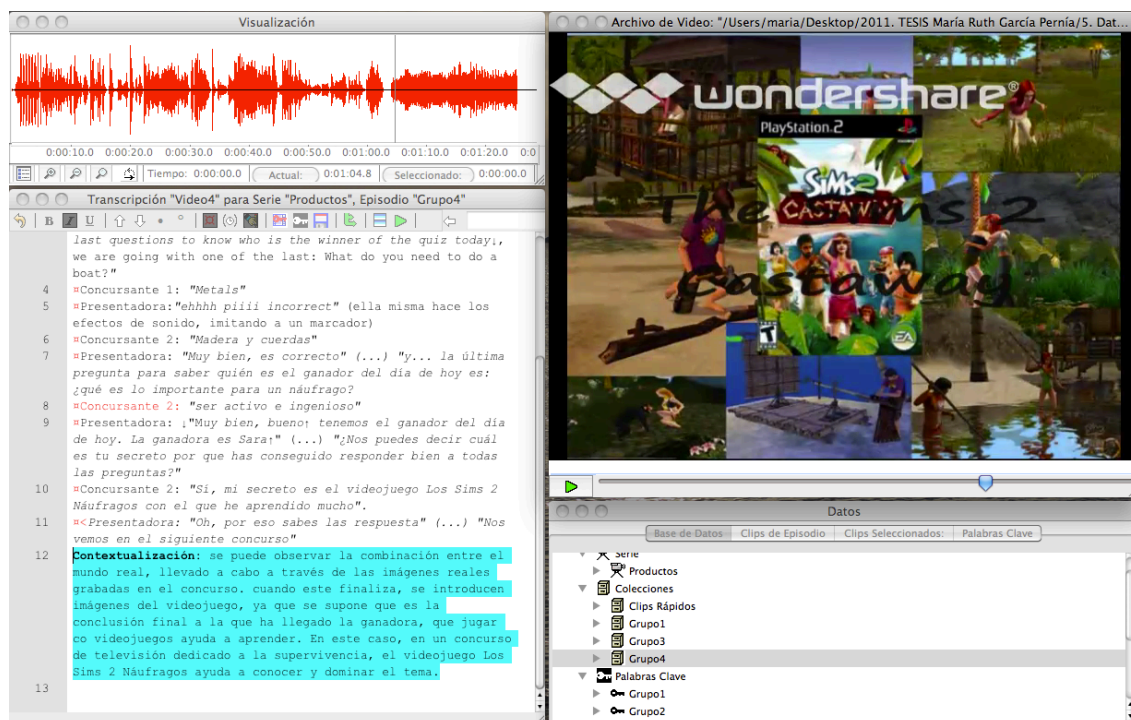 Visualización
0:00:10.0 0:00:20.0 0:00:30.0 0:00:40.0 0:00:50.0 0:01:00.0 0:01:10.0 0:01:20.0 0:0
Tiempo: 0:00:00.0 Actual: 0:01:04.8 Seleccionado: 0:00:00.0
Transcripción "Video4" para Serie "Productos", Episodio "Grupo4"
B I U
last questions to know who is the winner of the quiz today↓,
we are going with one of the last: What do you need to do a
boat?"
4 ¤Concursante 1: "Metals"
5 ¤Presentadora:"ehhhh piiii incorrect" (ella misma hace los
efectos de sonido, imitando a un marcador)
6 ¤Concursante 2: "Madera y cuerdas"
7 ¤Presentadora: "Muy bien, es correcto" (...) "y... la última
pregunta para saber quién es el ganador del día de hoy es:
¿qué es lo importante para un náufrago?
8 ¤Concursante 2: "ser activo e ingenioso"
9 ¤Presentadora: ↓"Muy bien, bueno↑ tenemos el ganador del día
de hoy. La ganadora es Sara↑" (...) "¿Nos puedes decir cuál
es tu secreto por que has conseguido responder bien a todas
las preguntas?"
10 ¤Concursante 2: "Si, mi secreto es el videojuego Los Sims 2
Náufragos con el que he aprendido mucho".
11 ¤<Presentadora: "Oh, por eso sabes las respuesta" (...) "Nos
vemos en el siguiente concurso"
12 Contextualización: se puede observar la combinación entre el
mundo real, llevado a cabo a través de las imágenes reales
grabadas en el concurso. cuando este finaliza, se introducen
imágenes del videojuego, ya que se supone que es la
conclusión final a la que ha llegado la ganadora, que jugar
co videojuegos ayuda a aprender. En este caso, en un concurso
de televisión dedicado a la supervivencia, el videojuego Los
Sims 2 Náufragos ayuda a conocer y dominar el tema.
13
Archivo de Video: "/Users/maria/Desktop/2011. TESIS María Ruth García Pernía/5. Dat...
wondershare®
PlayStation.2
The Sims 2
Castaway
SiMS2
CASTAWAY
T
EA
Datos
Base de Datos Clips de Episodio Clips Seleccionados: Palabras Clave
Serie
Productos
Colecciones
Clips Rápidos
Grupo1
Grupo3
Grupo4
Palabras Clave
Grupo1
Grupo2